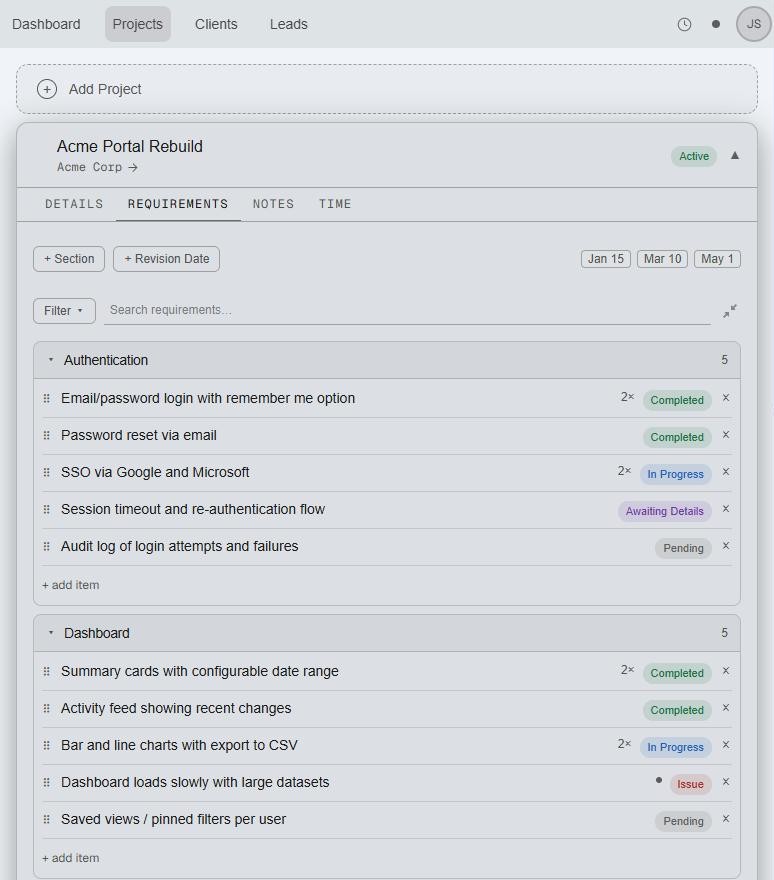 Dashboard Projects Clients Leads JS
+ Add Project
Acme Portal Rebuild
Acme Corp →
Active ▲
DETAILS REQUIREMENTS NOTES TIME
+ Section + Revision Date Jan 15 Mar 10 May 1
Filter ▾ Search requirements...
▾ Authentication 5
Email/password login with remember me option 2× Completed ×
Password reset via email Completed ×
SSO via Google and Microsoft 2× In Progress ×
Session timeout and re-authentication flow Awaiting Details ×
Audit log of login attempts and failures Pending ×
+ add item
▾ Dashboard 5
Summary cards with configurable date range 2× Completed ×
Activity feed showing recent changes Completed ×
Bar and line charts with export to CSV 2× In Progress ×
Dashboard loads slowly with large datasets ● Issue ×
Saved views / pinned filters per user Pending ×
+ add item